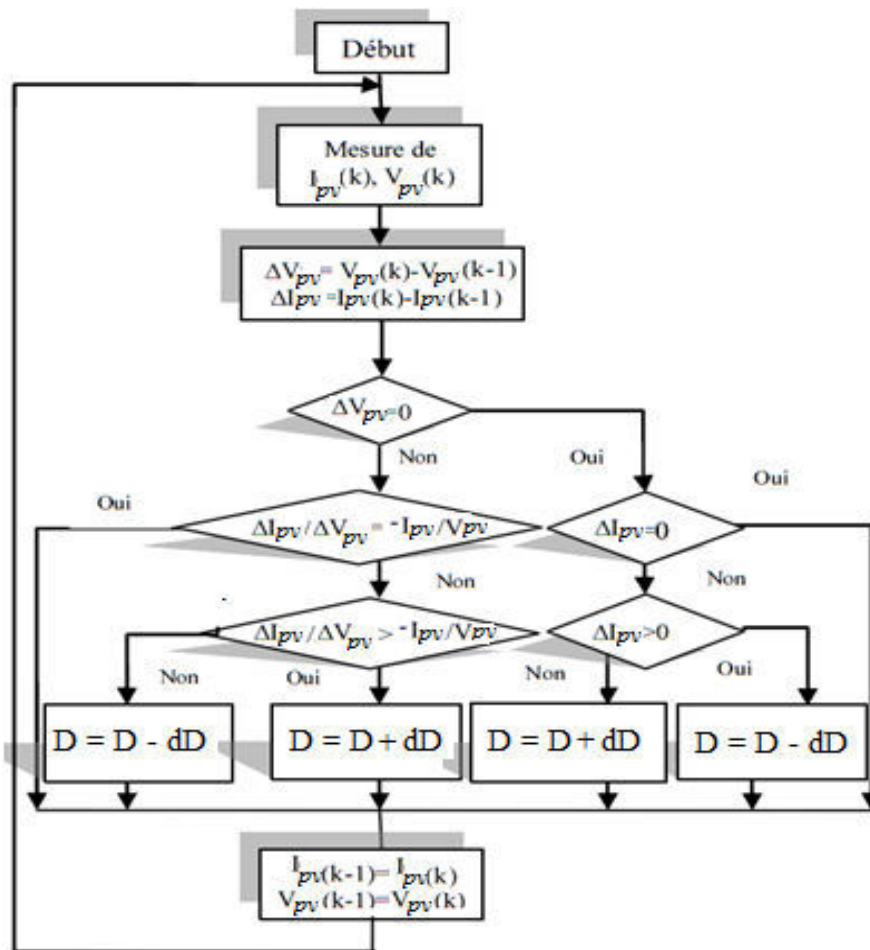 Début
Mesure de
Ipv(k), Vpv(k)
ΔVpv= Vpv(k)-Vpv(k-1)
ΔIpv=Ipv(k)-Ipv(k-1)
ΔVpv=0
Non
Oui
Oui
Oui
ΔIpv/ΔVpv = -Ipv/Vpv
ΔIpv=0
Non
Non
ΔIpv/ΔVpv > -Ipv/Vpv
ΔIpv>0
Non
Oui
Non
Oui
D = D - dD
D = D + dD
D = D + dD
D = D - dD
Ipv(k-1)= Ipv(k)
Vpv(k-1)=Vpv(k)